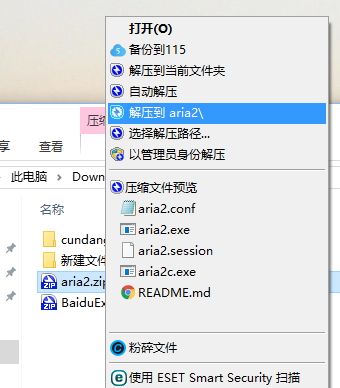 打开(O)
备份到115
解压到当前文件夹
自动解压
解压到 aria2\
选择解压路径...
以管理员身份解压
压缩文件预览
aria2.conf
aria2.exe
aria2.session
aria2c.exe
README.md
粉碎文件
使用 ESET Smart Security 扫描
压缩
享
查看
此电脑
Down
名称
cundang
新建文件
aria2.zip
BaiduEx